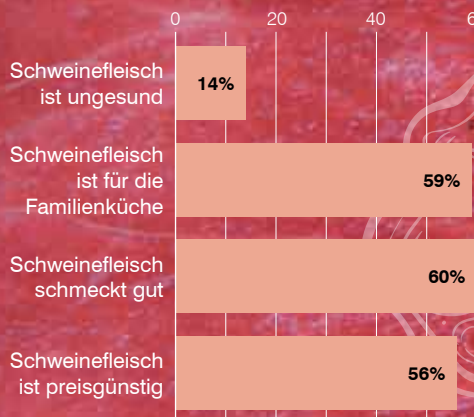 0 20 40
Schweinefleisch
ist ungesund
14%
Schweinefleisch
ist für die
Familienküche
59%
Schweinefleisch
schmeckt gut
60%
Schweinefleisch
ist preisgünstig
56%